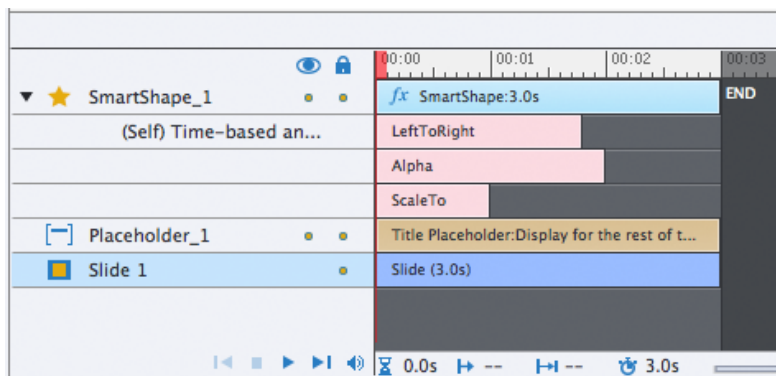 00:00 00:01 00:02 00:03
SmartShape_1 fx SmartShape:3.0s END
(Self) Time-based an... LeftToRight
Alpha
ScaleTo
Placeholder_1 Title Placeholder:Display for the rest of t...
Slide 1 Slide (3.0s)
0.0s -- -- 3.0s